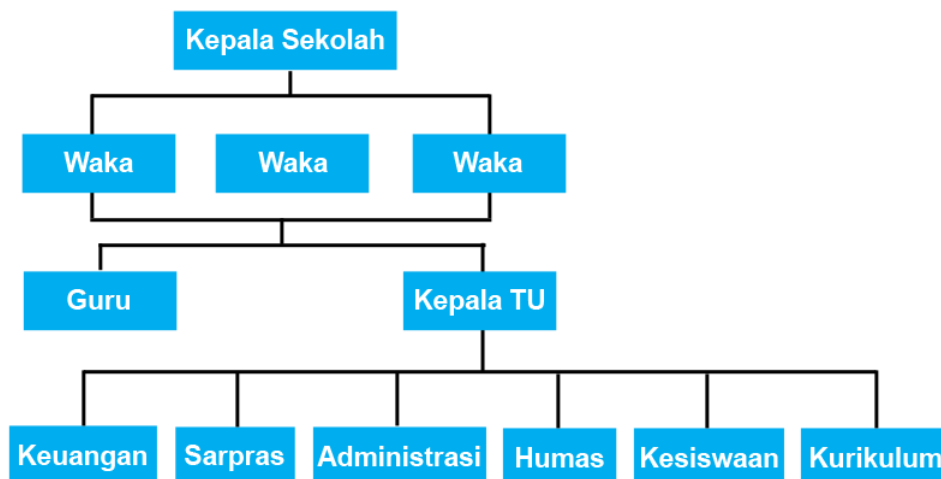 Kepala Sekolah
Waka
Waka
Waka
Guru
Kepala TU
Keuangan
Sarpras
Administrasi
Humas
Kesiswaan
Kurikulum